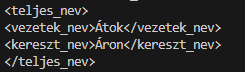 <teljes_nev>
<vezetek_nev>Átok</vezetek_nev>
<kereszt_nev>Áron</kereszt_nev>
</teljes_nev>